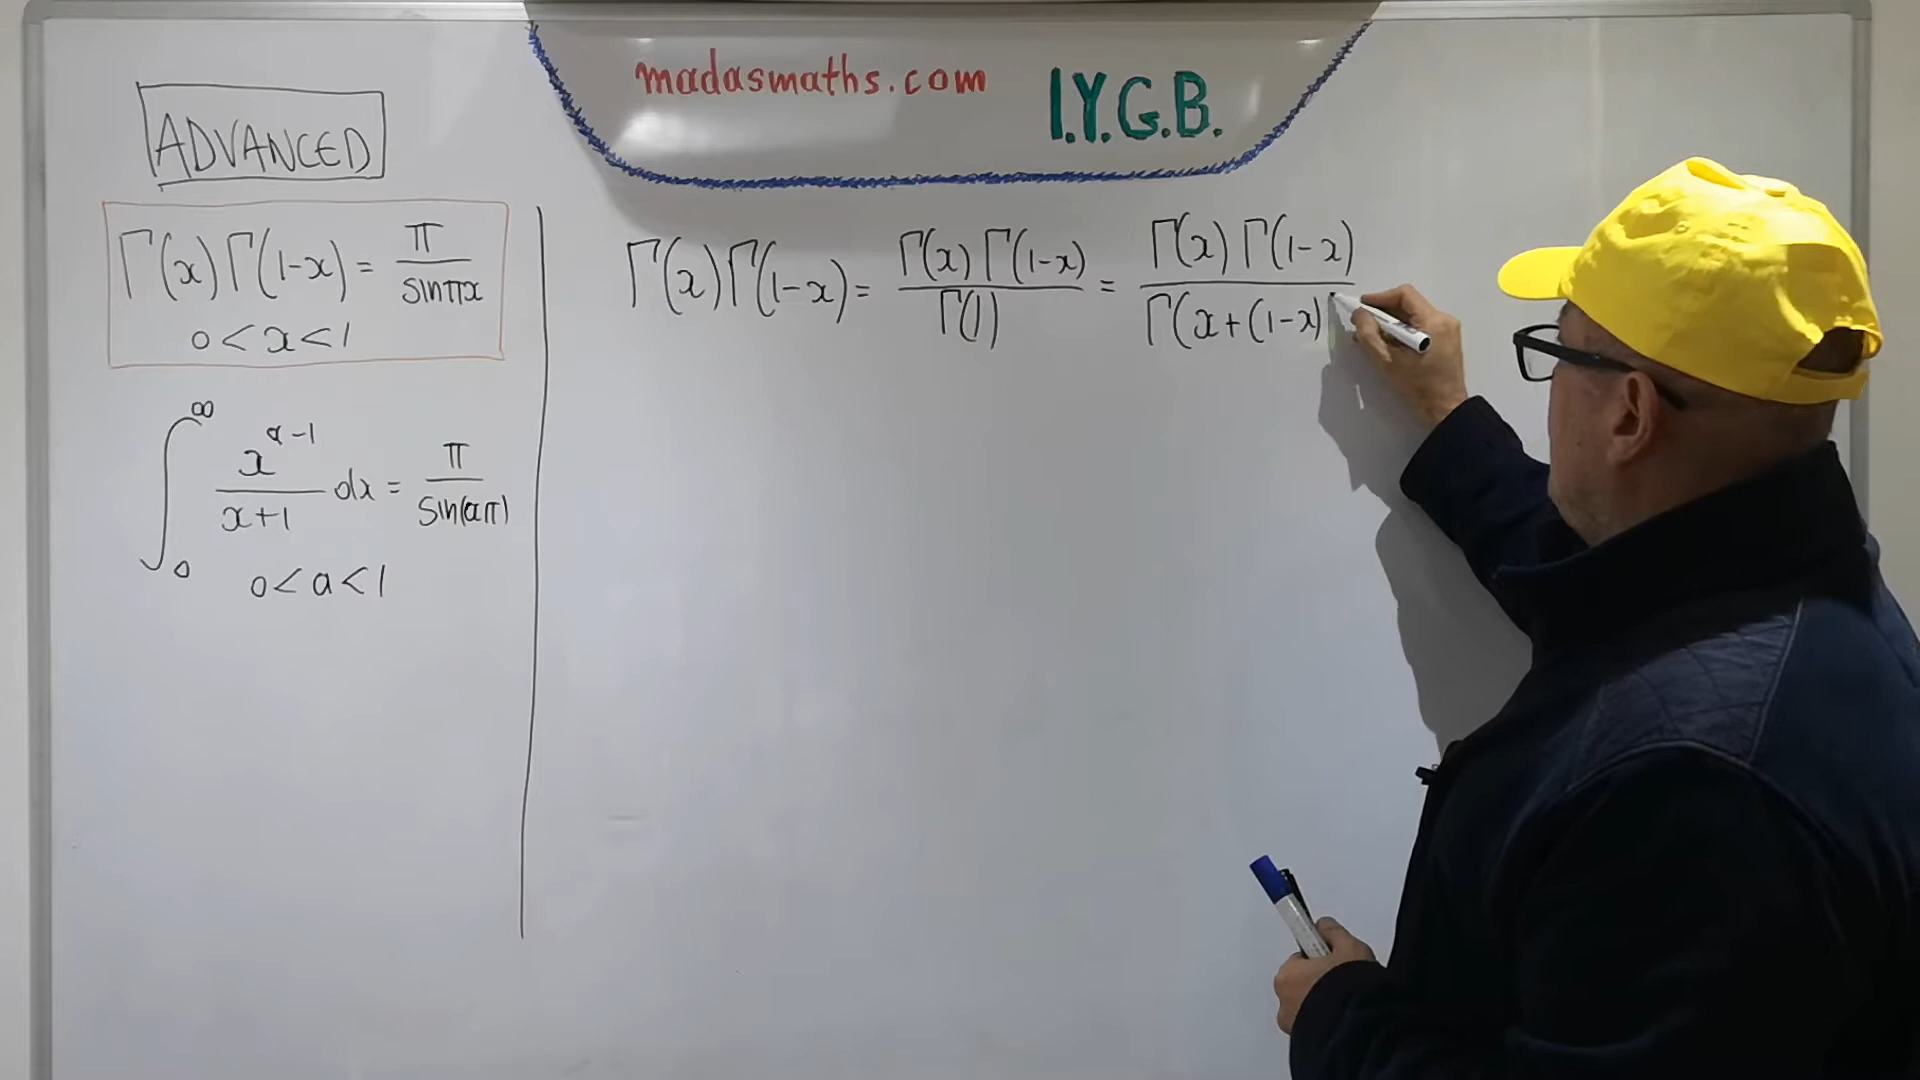 madasmaths.com I.Y.G.B.
ADVANCED
Γ(x)Γ(1-x) = π/sinπx
0<x<1
∫₀^∞ x^(a-1)/(x+1) dx = π/sin(aπ)
0<a<1
Γ(x)Γ(1-x) = Γ(x)Γ(1-x)/Γ(1) = Γ(x)Γ(1-x)/Γ(x+(1-x)